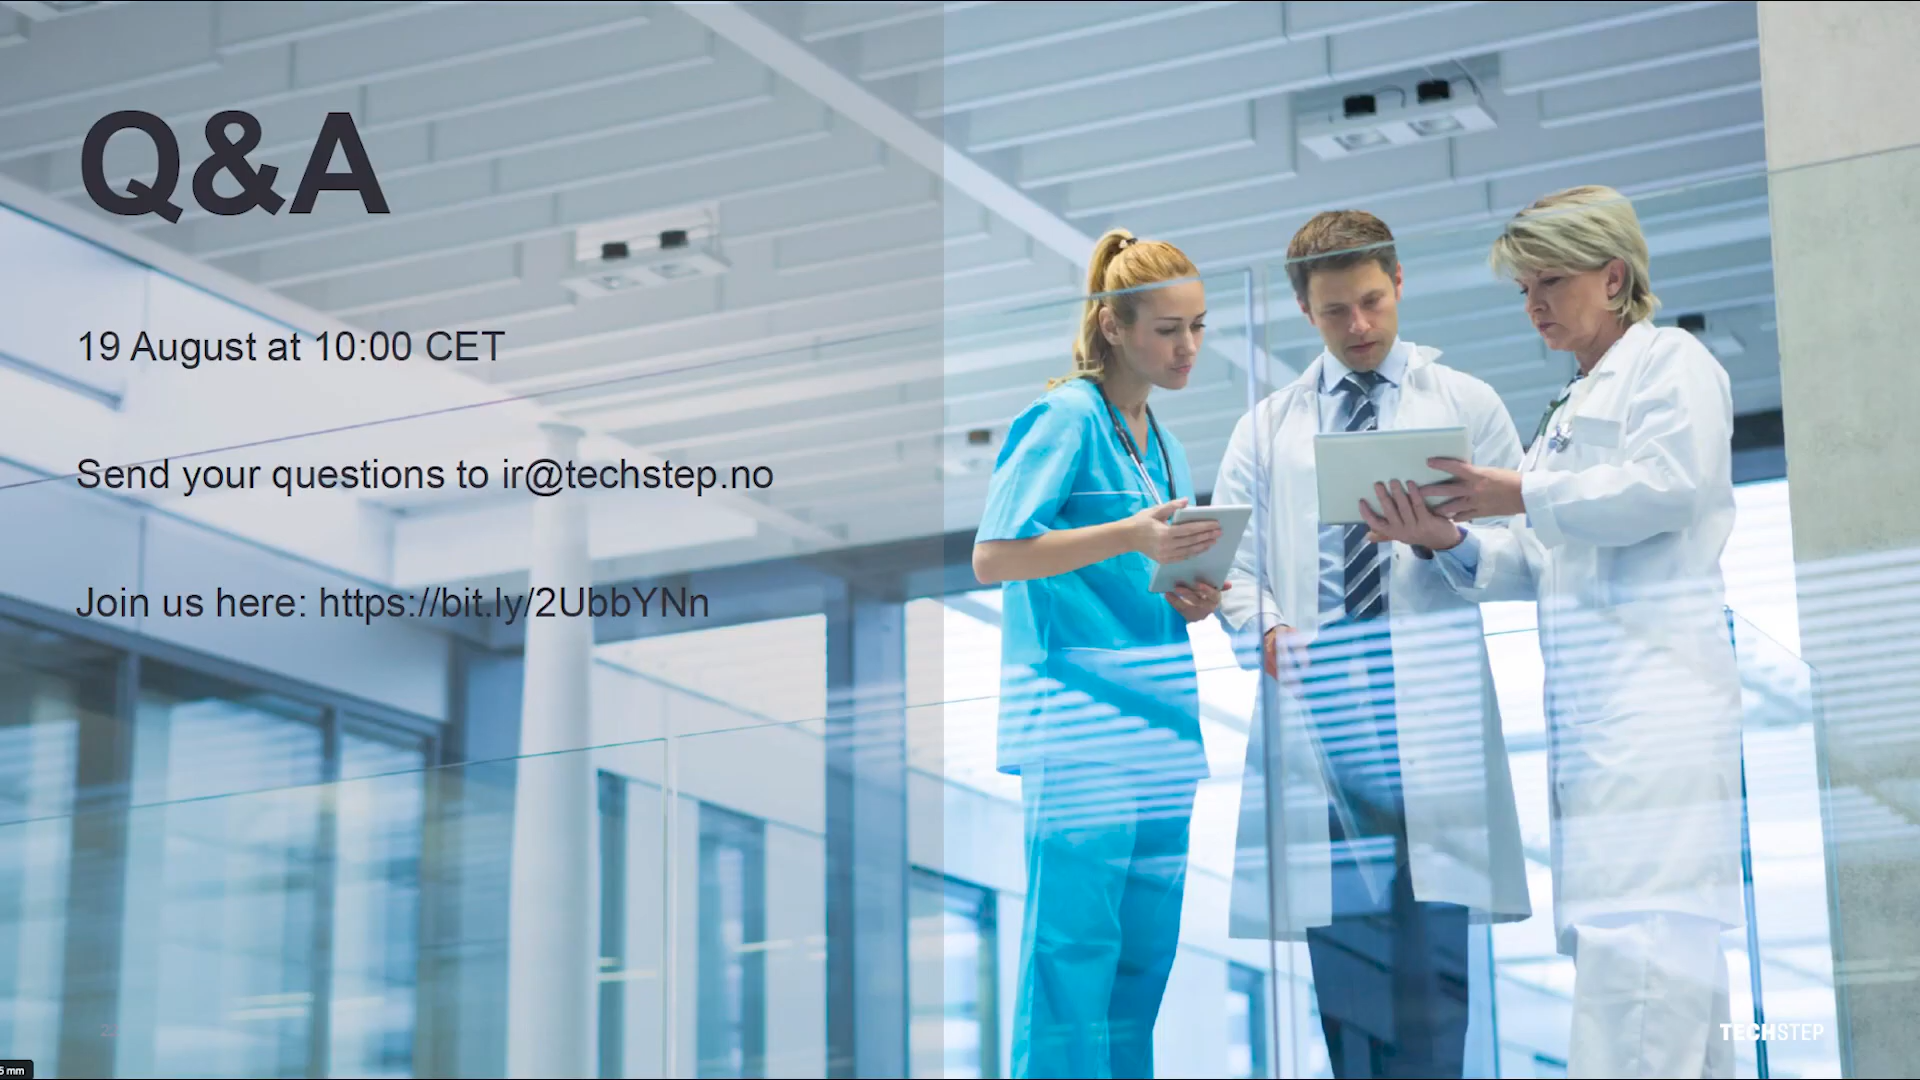 Q&A
19 August at 10:00 CET
Send your questions to ir@techstep.no
Join us here: https://bit.ly/2UbbYNn
TECHSTEP